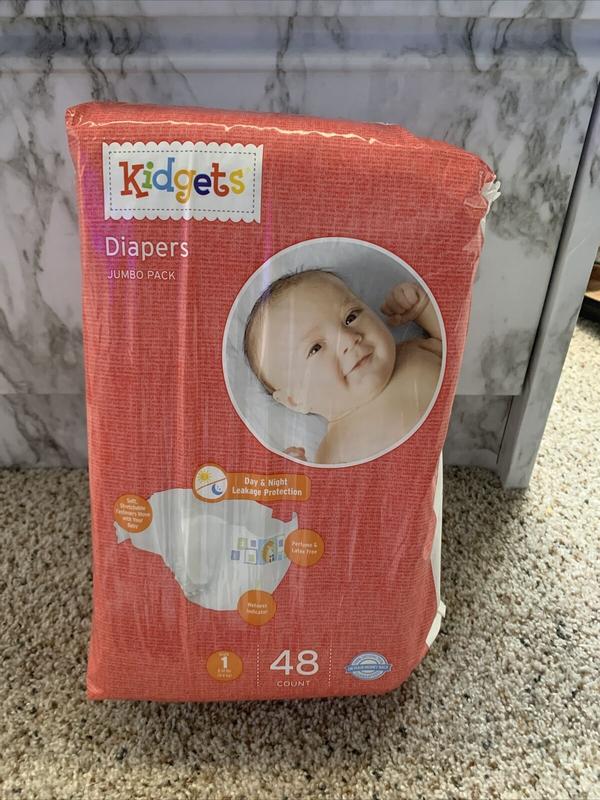 Kidgets
Diapers
JUMBO PACK
Day & Night
Leakage Protection
Soft,
Stretchable
Fasteners Move
with Your
Baby
Perfume &
Latex Free
Wetness
Indicator
1
48
COUNT